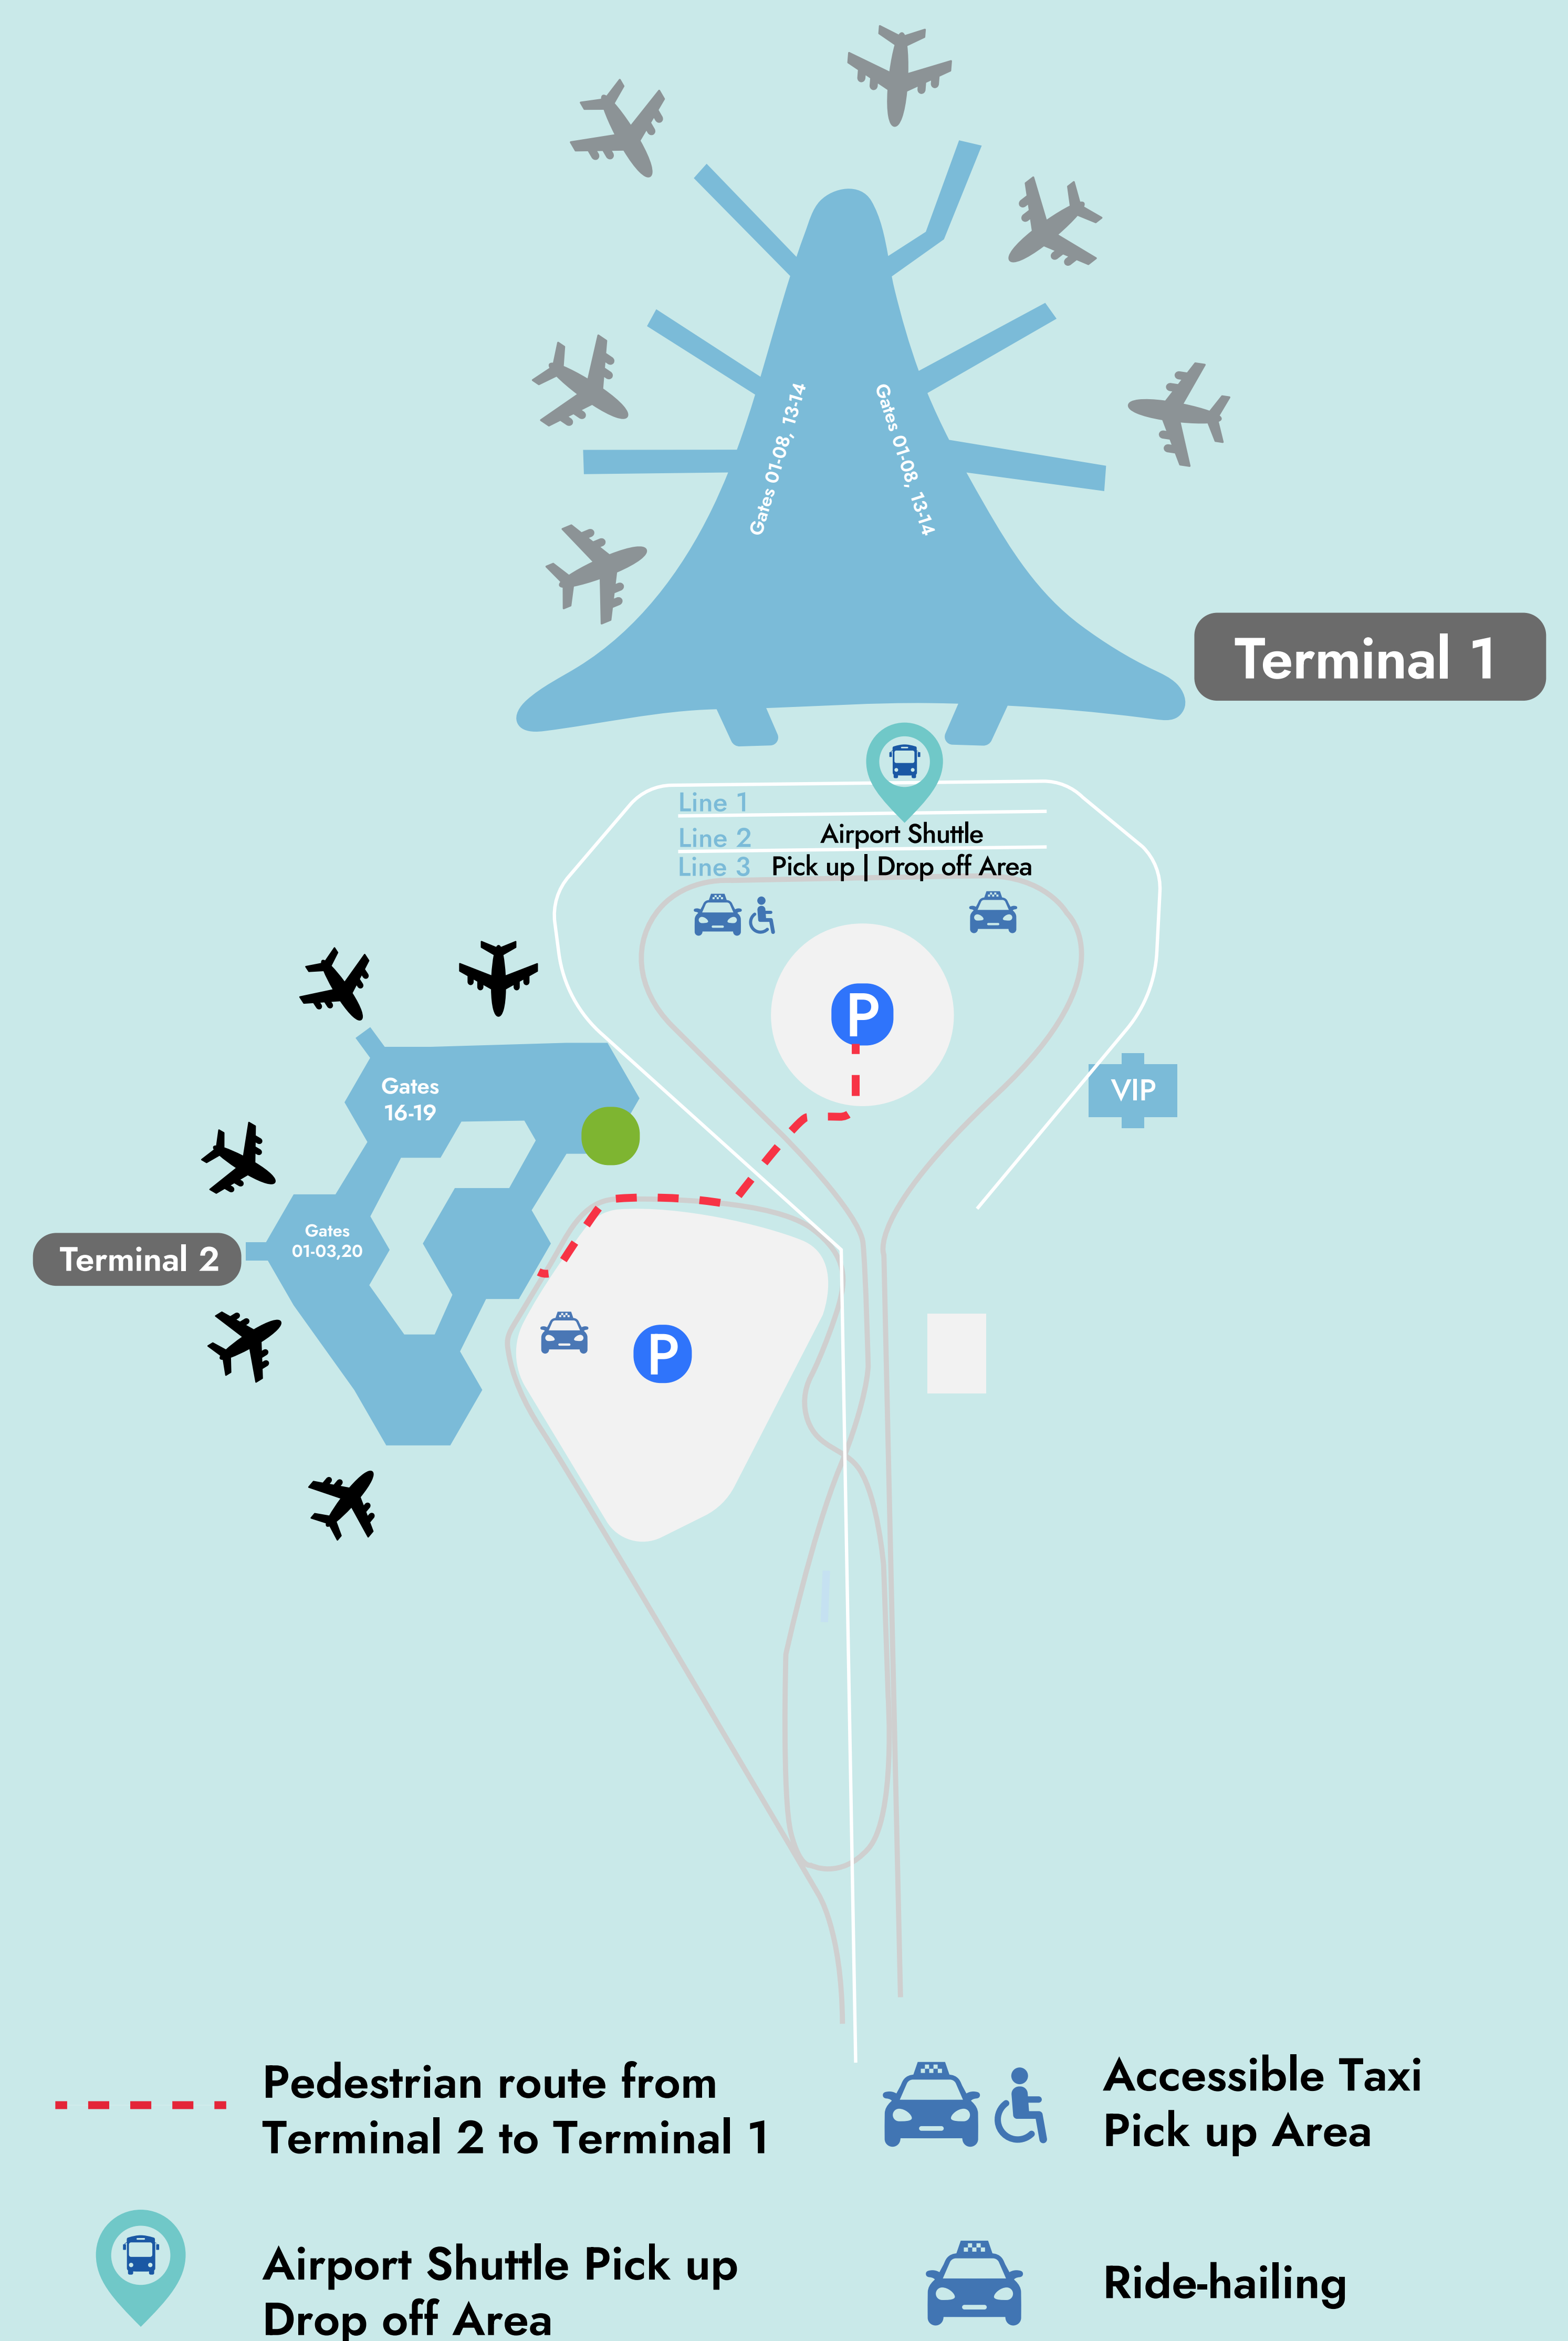 Gates 01-08, 13-14
Gates 01-08, 13-14
Terminal 1
Line 1
Line 2
Airport Shuttle
Line 3
Pick up | Drop off Area
P
VIP
Gates
16-19
Gates
01-03,20
Terminal 2
P
Pedestrian route from
Terminal 2 to Terminal 1
Accessible Taxi
Pick up Area
Airport Shuttle Pick up
Drop off Area
Ride-hailing